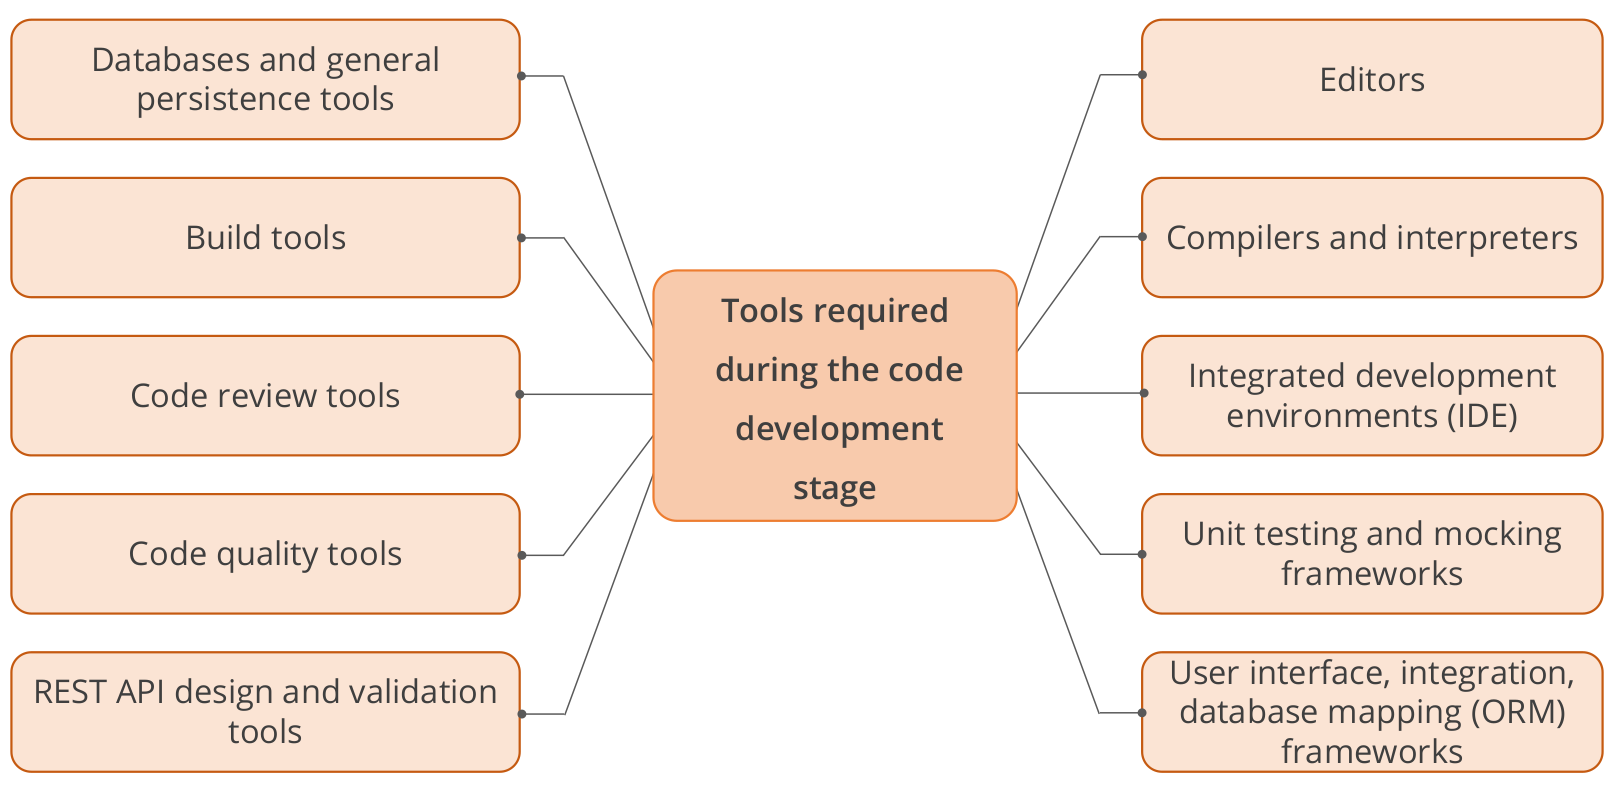 Databases and general
persistence tools
Build tools
Code review tools
Code quality tools
REST API design and validation
tools
Tools required
during the code
development
stage
Editors
Compilers and interpreters
Integrated development
environments (IDE)
Unit testing and mocking
frameworks
User interface, integration,
database mapping (ORM)
frameworks